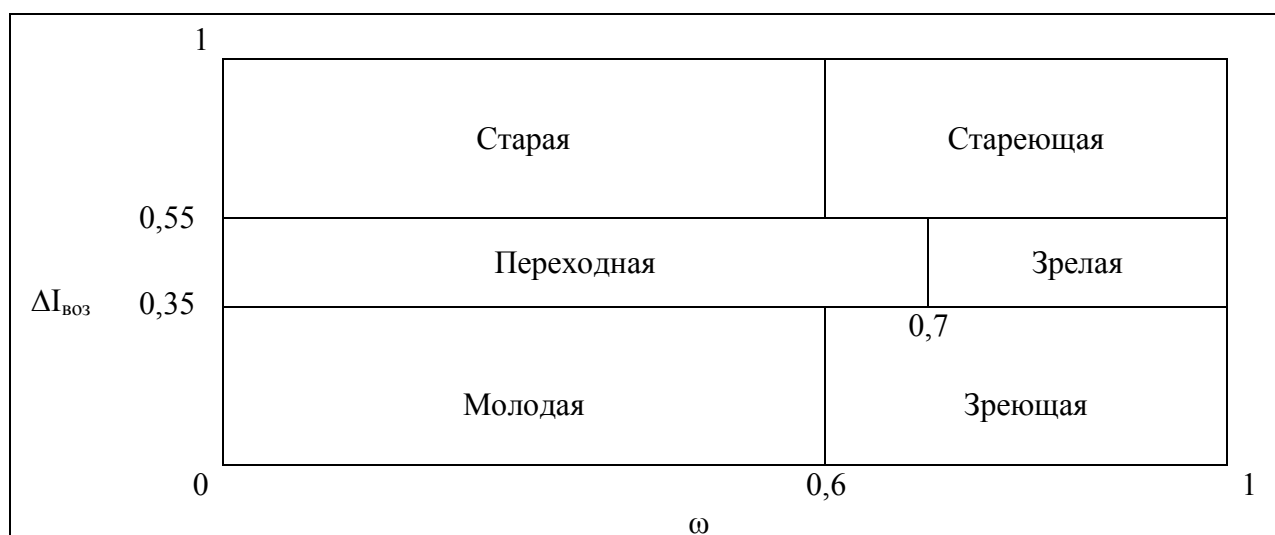 1
Старая Стареющая
0,55
Переходная Зрелая
ΔIвоз 0,35
0,7
Молодая Зреющая
0 0,6 1
ω